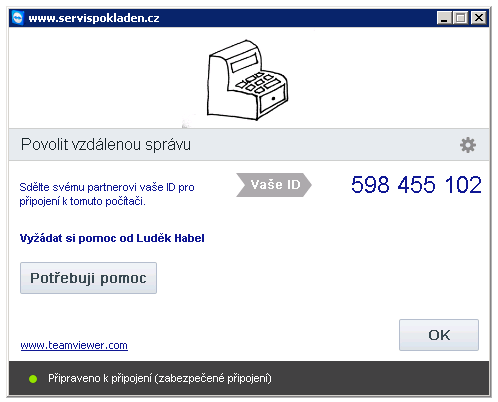 www.servispokladen.cz
Povolit vzdálenou správu
Sdělte svému partnerovi vaše ID pro
připojení k tomuto počítači.
Vaše ID
598 455 102
Vyžádat si pomoc od Luděk Habel
Potřebuji pomoc
OK
www.teamviewer.com
Připraveno k připojení (zabezpečené připojení)